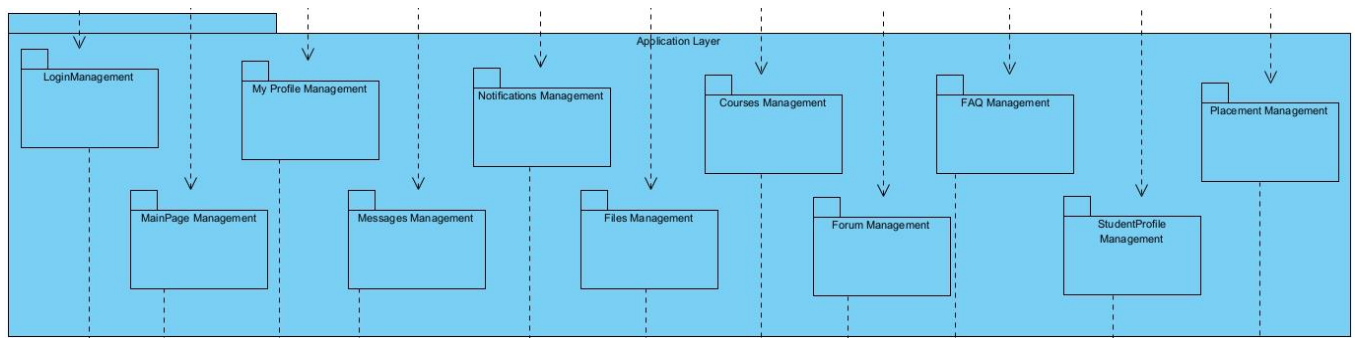 Application Layer
LoginManagement
My Profile Management
Notifications Management
Courses Management
FAQ Management
Placement Management
MainPage Management
Messages Management
Files Management
Forum Management
StudentProfile
Management